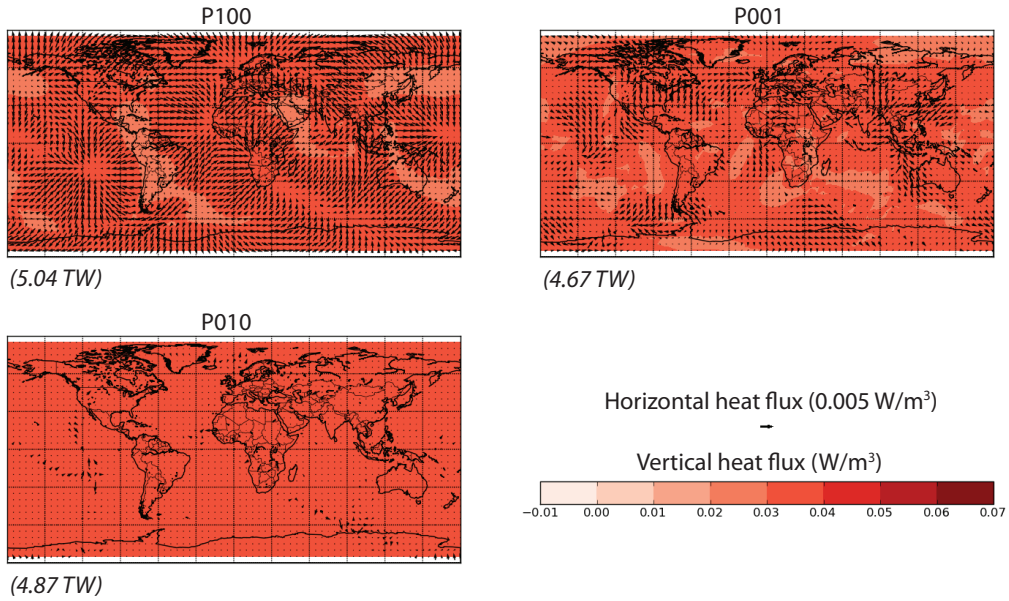 P100
P001
(5.04 TW)
(4.67 TW)
P010
Horizontal heat flux (0.005 W/m³)
Vertical heat flux (W/m³)
−0.01 0.00 0.01 0.02 0.03 0.04 0.05 0.06 0.07
(4.87 TW)